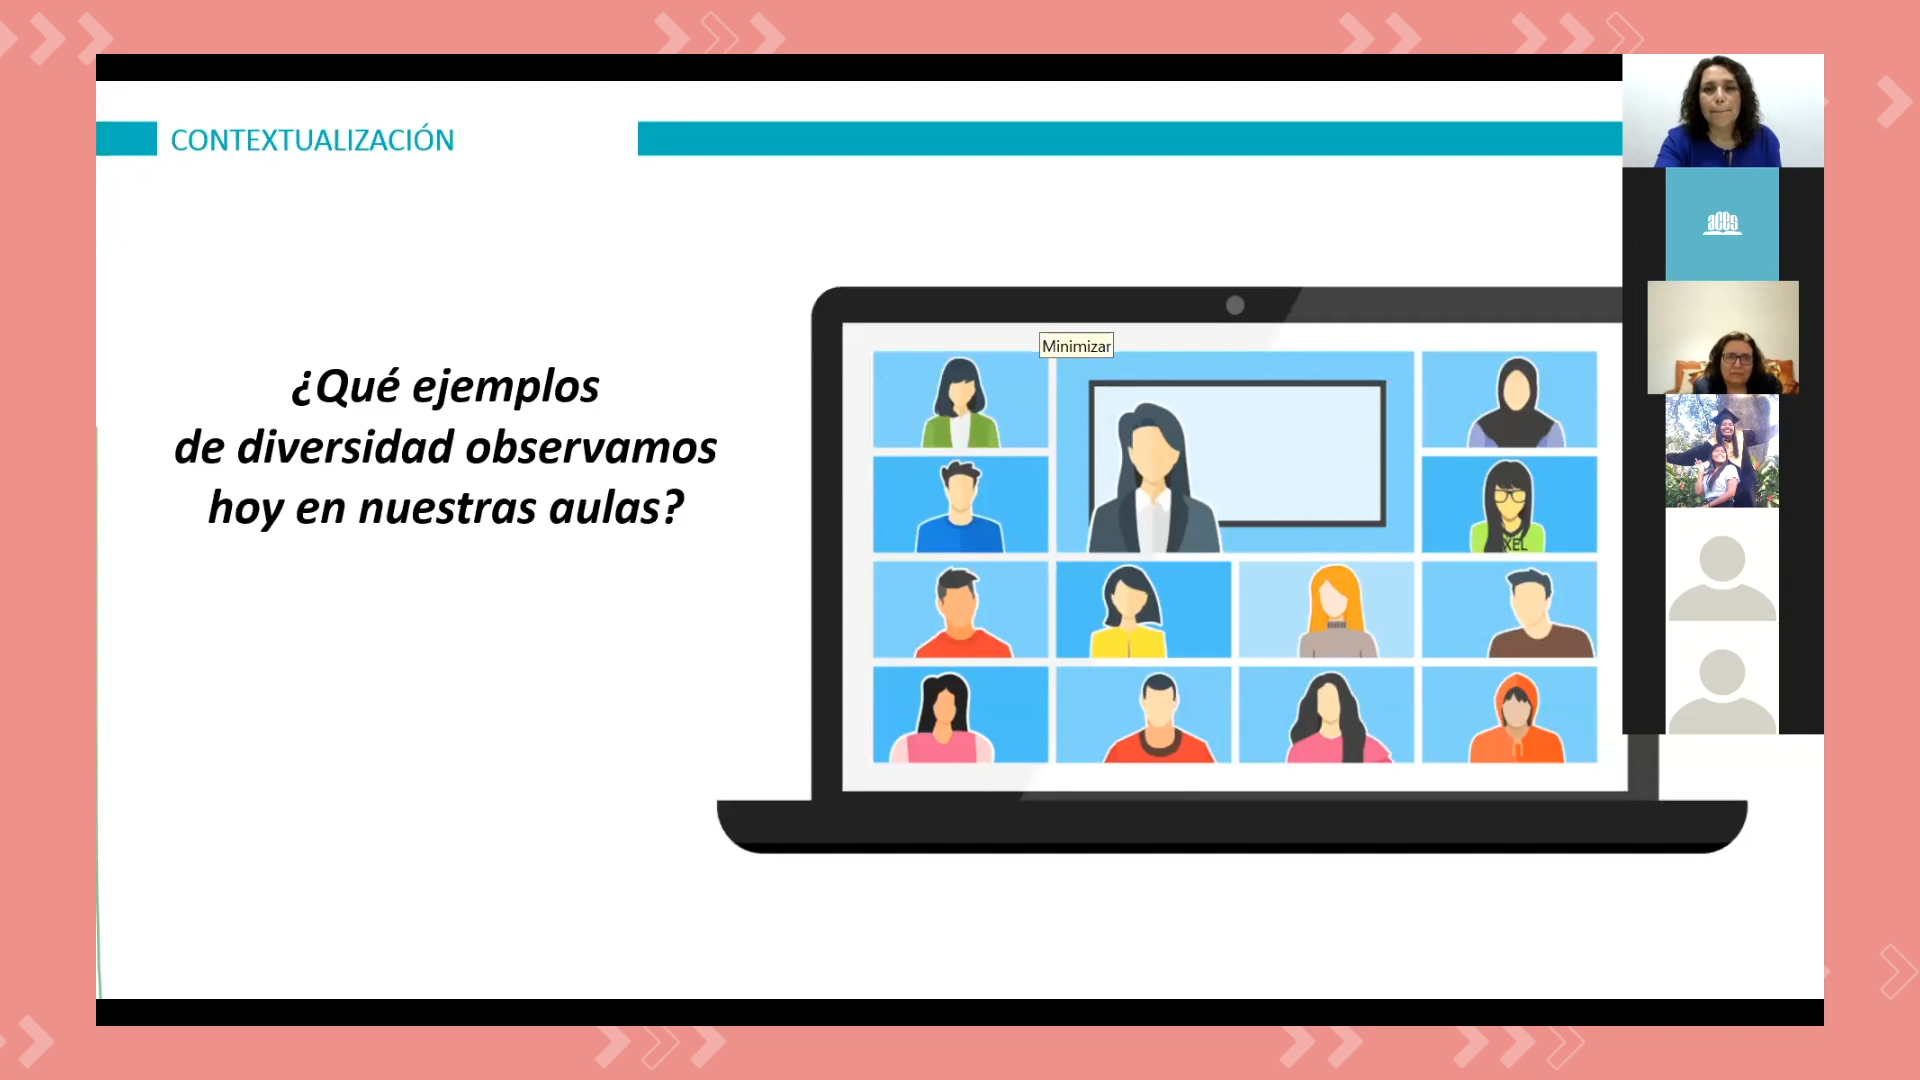 CONTEXTUALIZACIÓN
aces
Minimizar
¿Qué ejemplos
de diversidad observamos
hoy en nuestras aulas?
XEL